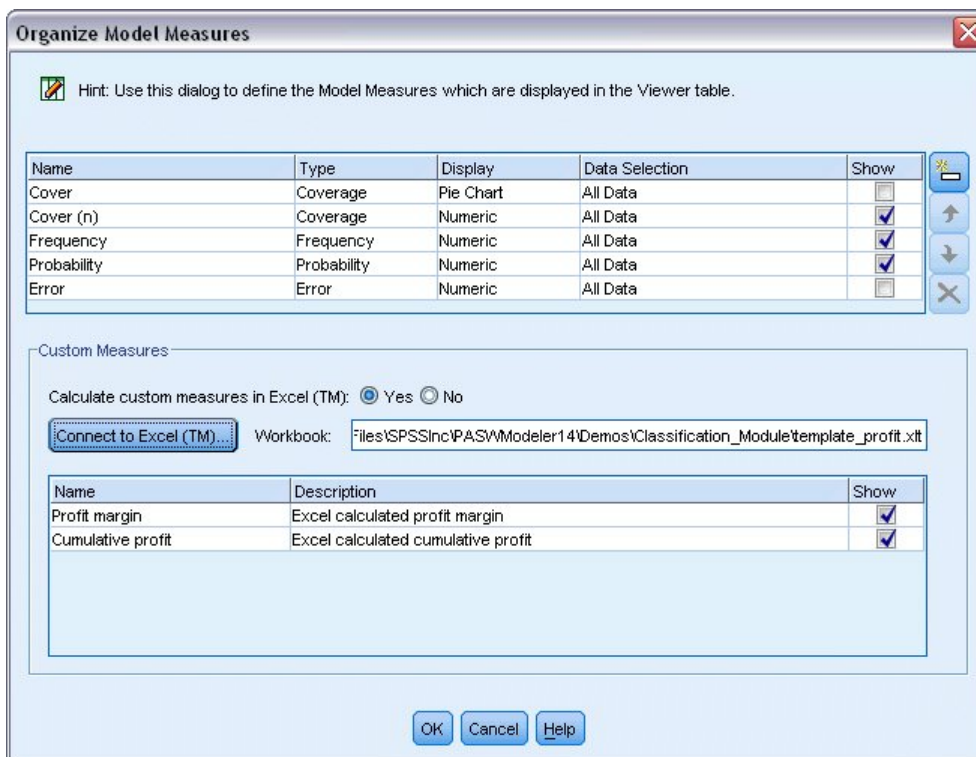 Organize Model Measures
Hint: Use this dialog to define the Model Measures which are displayed in the Viewer table.
Name Type Display Data Selection Show
Cover Coverage Pie Chart All Data
Cover (n) Coverage Numeric All Data
Frequency Frequency Numeric All Data
Probability Probability Numeric All Data
Error Error Numeric All Data
Custom Measures
Calculate custom measures in Excel (TM): Yes No
Connect to Excel (TM)... Workbook: Files\SPSSInc\PASWModeler14\Demos\Classification_Module\template_profit.xlt
Name Description Show
Profit margin Excel calculated profit margin
Cumulative profit Excel calculated cumulative profit
OK Cancel Help